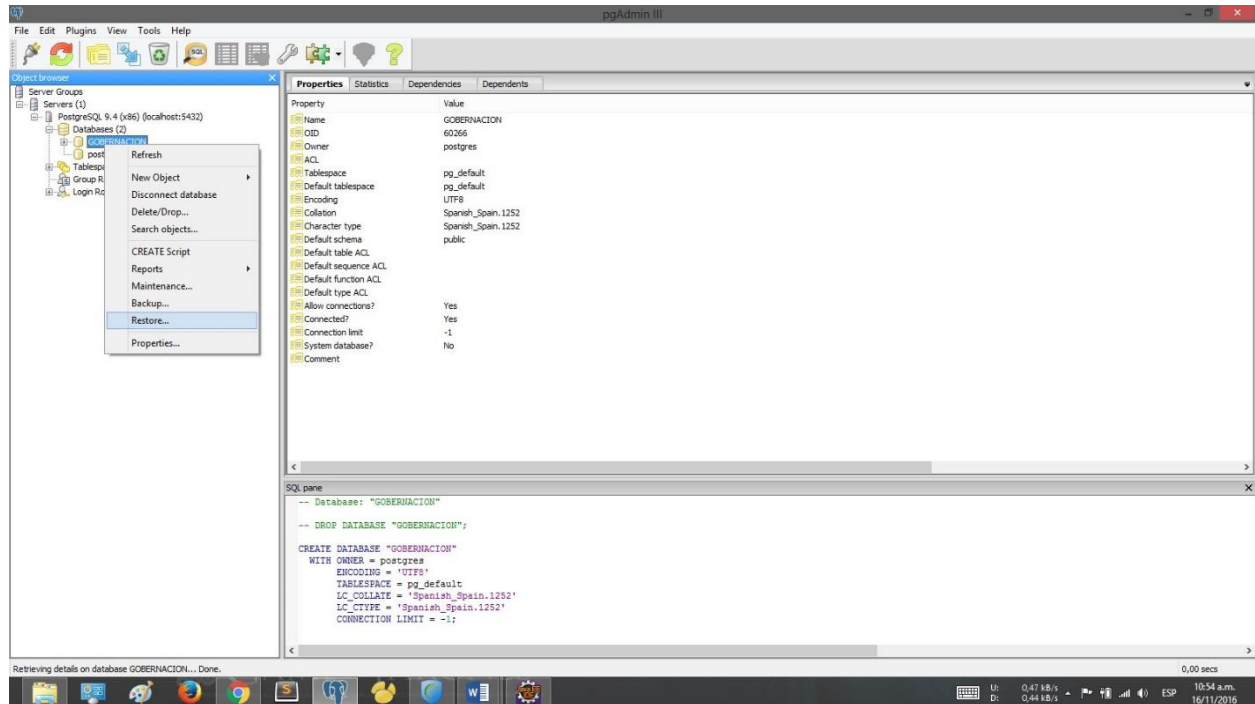 pgAdmin III
File Edit Plugins View Tools Help
SQL
Object browser
Server Groups
Servers (1)
PostgreSQL 9.4 (x86) (localhost:5432)
Databases (2)
GOBERNACION
post
Tablesp
Group R
Login Ro
Refresh
New Object
Disconnect database
Delete/Drop...
Search objects...
CREATE Script
Reports
Maintenance...
Backup...
Restore...
Properties...
Properties Statistics Dependencies Dependents
Property Value
Name GOBERNACION
OID 60266
Owner postgres
ACL
Tablespace pg_default
Default tablespace pg_default
Encoding UTF8
Collation Spanish_Spain.1252
Character type Spanish_Spain.1252
Default schema public
Default table ACL
Default sequence ACL
Default function ACL
Default type ACL
Allow connections? Yes
Connected? Yes
Connection limit -1
System database? No
Comment
SQL pane
-- Database: "GOBERNACION"
-- DROP DATABASE "GOBERNACION";
CREATE DATABASE "GOBERNACION"
WITH OWNER = postgres
ENCODING = 'UTF8'
TABLESPACE = pg_default
LC_COLLATE = 'Spanish_Spain.1252'
LC_CTYPE = 'Spanish_Spain.1252'
CONNECTION LIMIT = -1;
Retrieving details on database GOBERNACION... Done.
0,00 secs
U: 0,47 kB/s
D: 0,44 kB/s
ESP
10:54 a.m.
16/11/2016